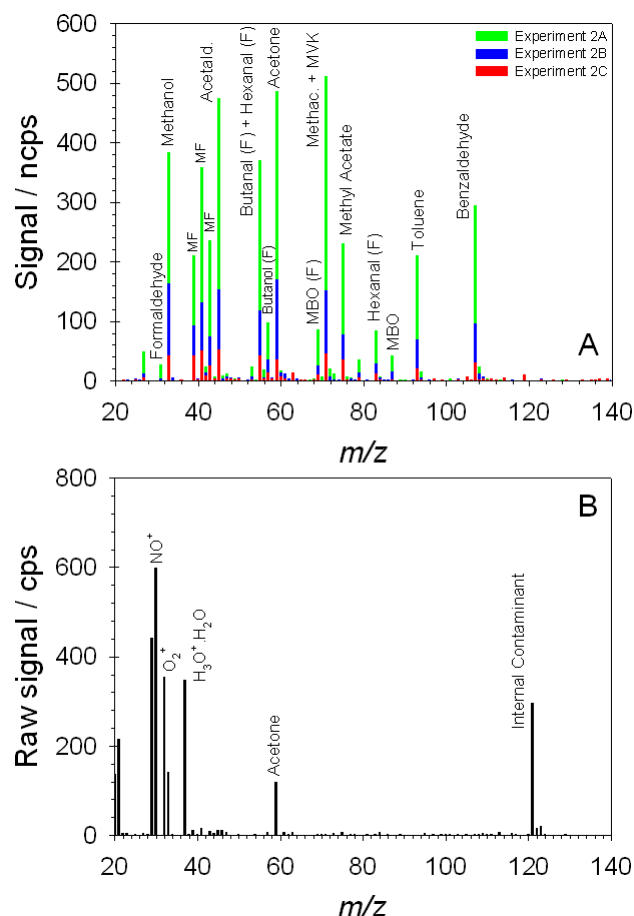 600
500
400
300
200
100
0
Signal / ncps
Experiment 2A
Experiment 2B
Experiment 2C
Formaldehyde
Methanol
MF
MF
MF
Acetald.
Butanal (F) + Hexanal (F)
Butanol (F)
Acetone
MBO (F)
Methac. + MVK
Methyl Acetate
Hexanal (F)
MBO
Toluene
Benzaldehyde
A
20 40 60 80 100 120 140
m/z
800
600
400
200
0
Raw signal / cps
NO+
O2+
H3O+.H2O
Acetone
Internal Contaminant
B
20 40 60 80 100 120 140
m/z